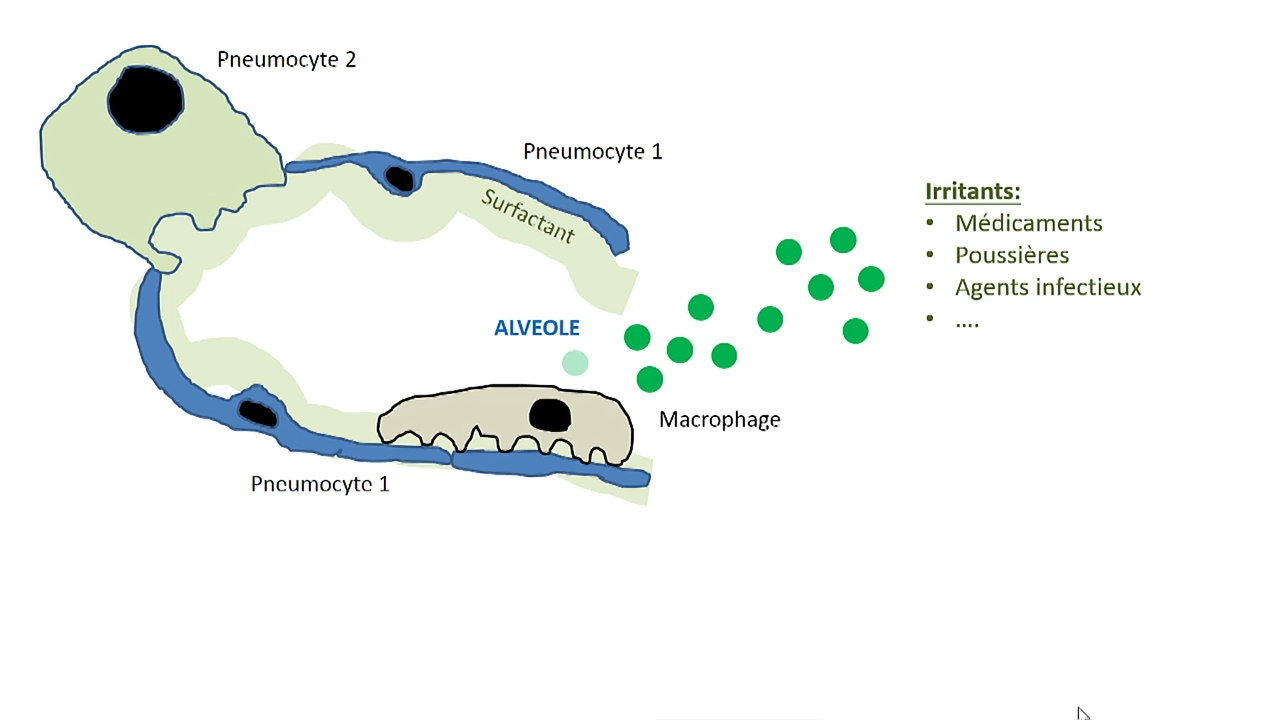 Pneumocyte 2
Pneumocyte 1
Surfactant
Irritants:
• Médicaments
• Poussières
• Agents infectieux
• ....
ALVEOLE
Macrophage
Pneumocyte 1